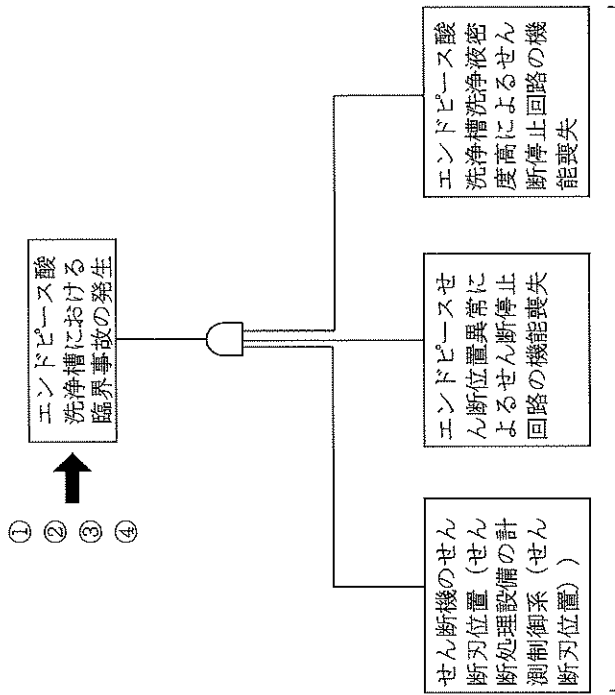 ①
②
③
④
エンドピース酸
洗浄槽における
臨界事故の発生
せん断機のせん
断刃位置（せん
断処理設備の計
測制御系（せん
断刃位置））
エンドピースせ
ん断位置異常に
よるせん断停止
回路の機能喪失
エンドピース酸
洗浄槽洗浄液密
度高によるせん
断停止回路の機
能喪失